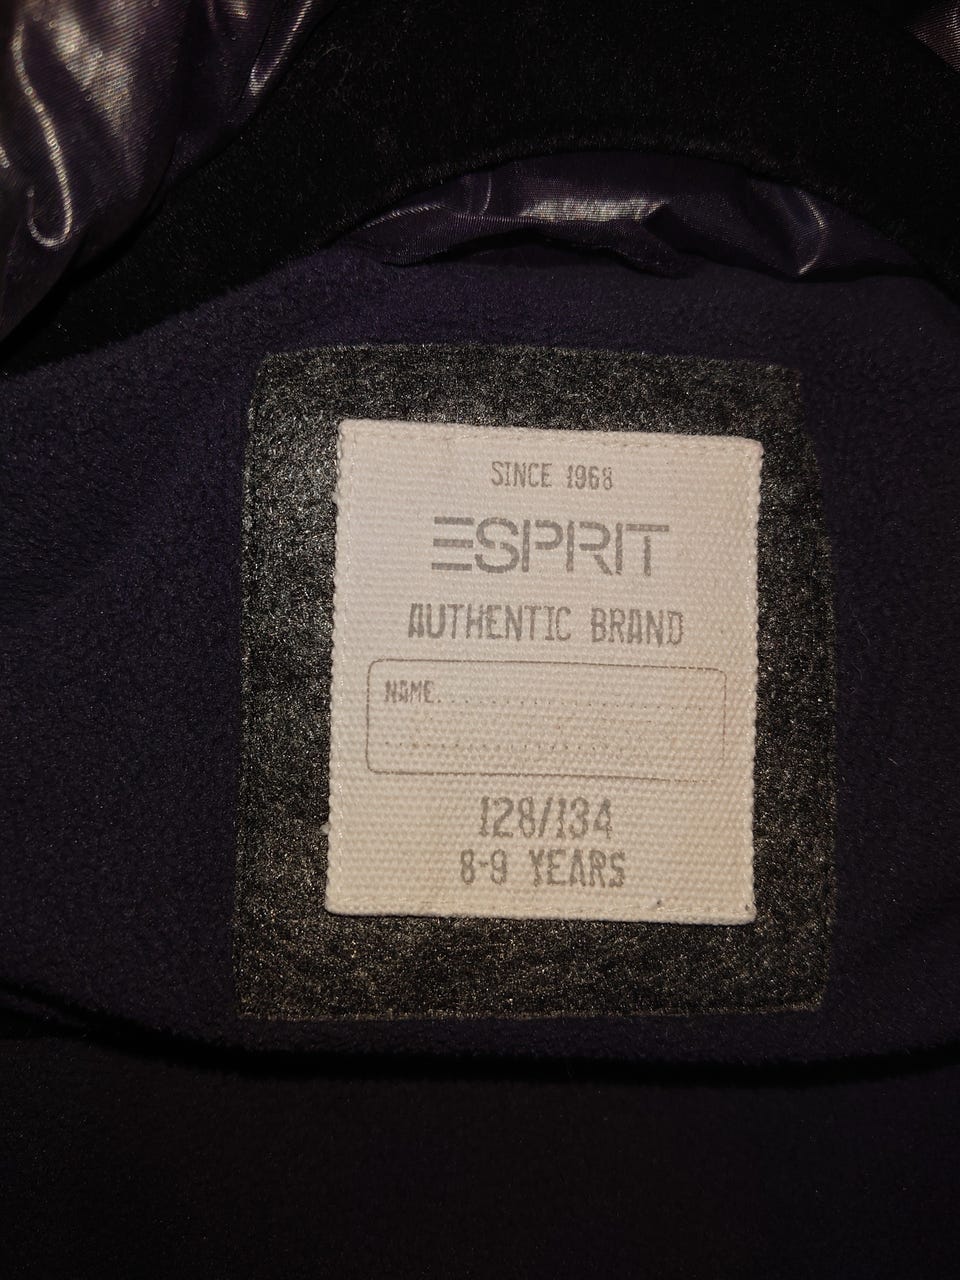 SINCE 1968
ESPRIT
AUTHENTIC BRAND
NAME.....................
.....................
128/134
8-9 YEARS